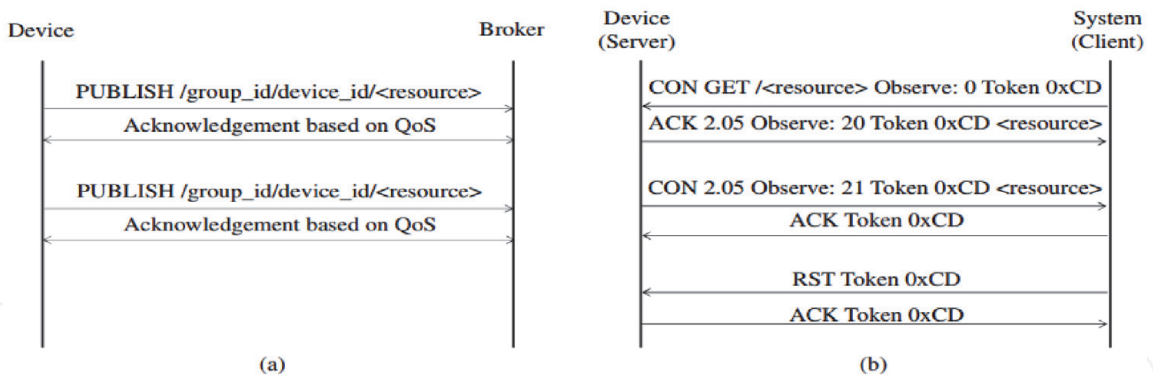 Device
Broker
PUBLISH /group_id/device_id/<resource>
Acknowledgement based on QoS
PUBLISH /group_id/device_id/<resource>
Acknowledgement based on QoS
(a)
Device
(Server)
System
(Client)
CON GET /<resource> Observe: 0 Token 0xCD
ACK 2.05 Observe: 20 Token 0xCD <resource>
CON 2.05 Observe: 21 Token 0xCD <resource>
ACK Token 0xCD
RST Token 0xCD
ACK Token 0xCD
(b)